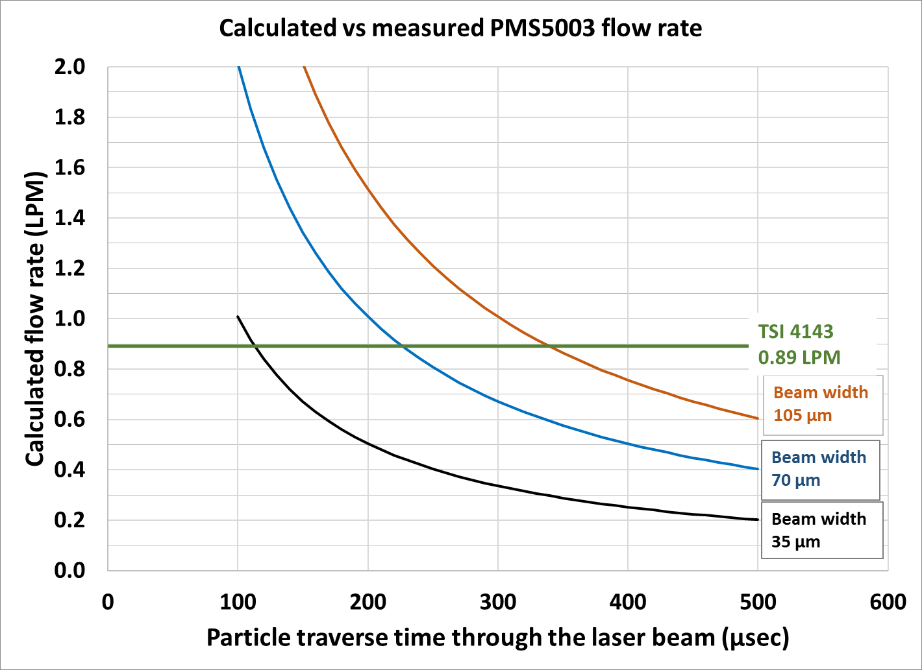 Calculated vs measured PMS5003 flow rate
Calculated flow rate (LPM)
2.0
1.8
1.6
1.4
1.2
1.0
0.8
0.6
0.4
0.2
0.0
TSI 4143
0.89 LPM
Beam width
105 µm
Beam width
70 µm
Beam width
35 µm
0 100 200 300 400 500 600
Particle traverse time through the laser beam (µsec)